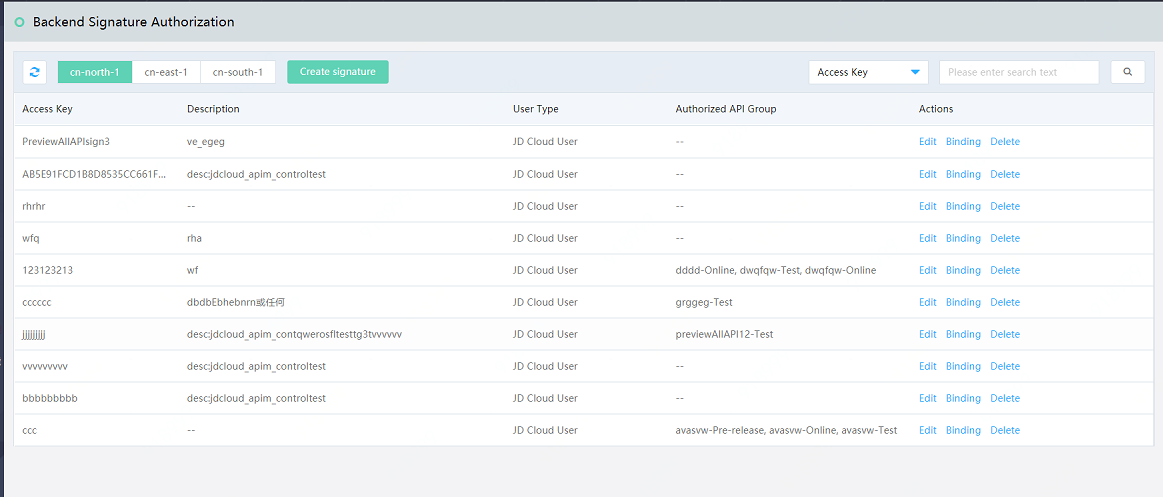 Backend Signature Authorization
cn-north-1 cn-east-1 cn-south-1 Create signature Access Key Please enter search text
Access Key Description User Type Authorized API Group Actions
PreviewAllAPIsign3 ve_egeg JD Cloud User -- Edit Binding Delete
AB5E91FCD1B8D8535CC661F... desc:jdcloud_apim_controltest JD Cloud User -- Edit Binding Delete
rhrhr -- JD Cloud User -- Edit Binding Delete
wfq rha JD Cloud User -- Edit Binding Delete
123123213 wf JD Cloud User dddd-Online, dwqfqw-Test, dwqfqw-Online Edit Binding Delete
cccccc dbdbEbhebnrn或任何 JD Cloud User grggeg-Test Edit Binding Delete
jjjjjjjjj desc:jdcloud_apim_contqwerosfltesttg3tvvvvvv JD Cloud User previewAllAPI12-Test Edit Binding Delete
vvvvvvvvv desc:jdcloud_apim_controltest JD Cloud User -- Edit Binding Delete
bbbbbbbbb desc:jdcloud_apim_controltest JD Cloud User -- Edit Binding Delete
ccc -- JD Cloud User avasvw-Pre-release, avasvw-Online, avasvw-Test Edit Binding Delete